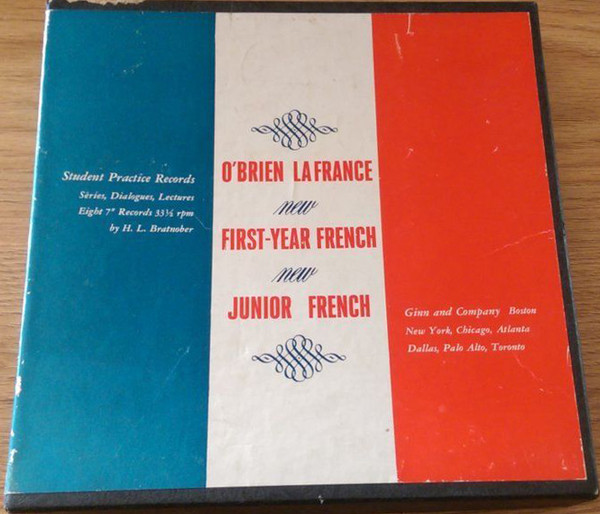 Student Practice Records
Séries, Dialogues, Lectures
Eight 7" Records 33⅓ rpm
by H. L. Bratnober
O'BRIEN LAFRANCE
new
FIRST-YEAR FRENCH
new
JUNIOR FRENCH
Ginn and Company Boston
New York, Chicago, Atlanta
Dallas, Palo Alto, Toronto